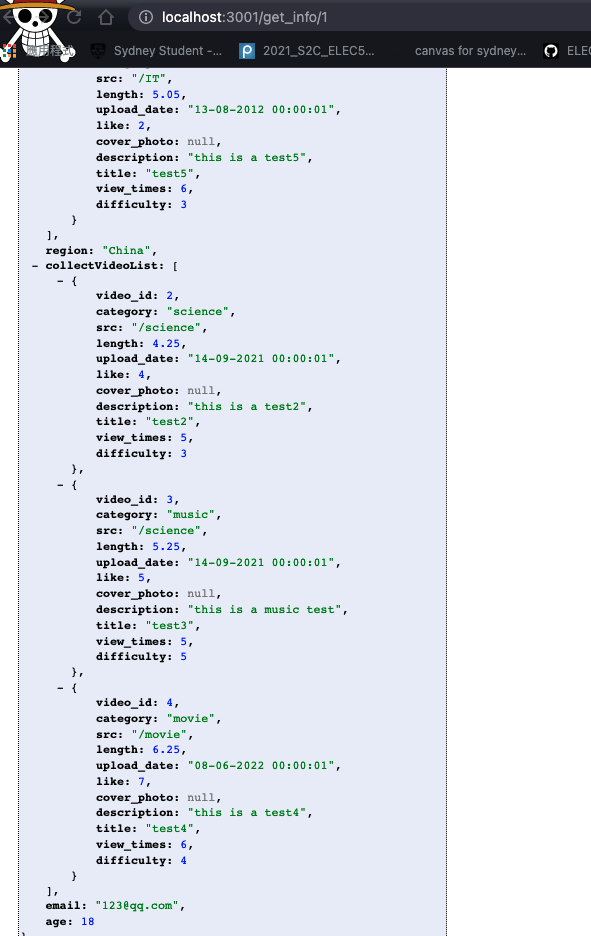 localhost:3001/get_info/1
應用程式 Sydney Student -... 2021_S2C_ELEC5... canvas for sydney... ELEC
src: "/IT",
length: 5.05,
upload_date: "13-08-2012 00:00:01",
like: 2,
cover_photo: null,
description: "this is a test5",
title: "test5",
view_times: 6,
difficulty: 3
}
],
region: "China",
- collectVideoList: [
- {
video_id: 2,
category: "science",
src: "/science",
length: 4.25,
upload_date: "14-09-2021 00:00:01",
like: 4,
cover_photo: null,
description: "this is a test2",
title: "test2",
view_times: 5,
difficulty: 3
},
- {
video_id: 3,
category: "music",
src: "/science",
length: 5.25,
upload_date: "14-09-2021 00:00:01",
like: 5,
cover_photo: null,
description: "this is a music test",
title: "test3",
view_times: 5,
difficulty: 5
},
- {
video_id: 4,
category: "movie",
src: "/movie",
length: 6.25,
upload_date: "08-06-2022 00:00:01",
like: 7,
cover_photo: null,
description: "this is a test4",
title: "test4",
view_times: 6,
difficulty: 4
}
],
email: "123@qq.com",
age: 18